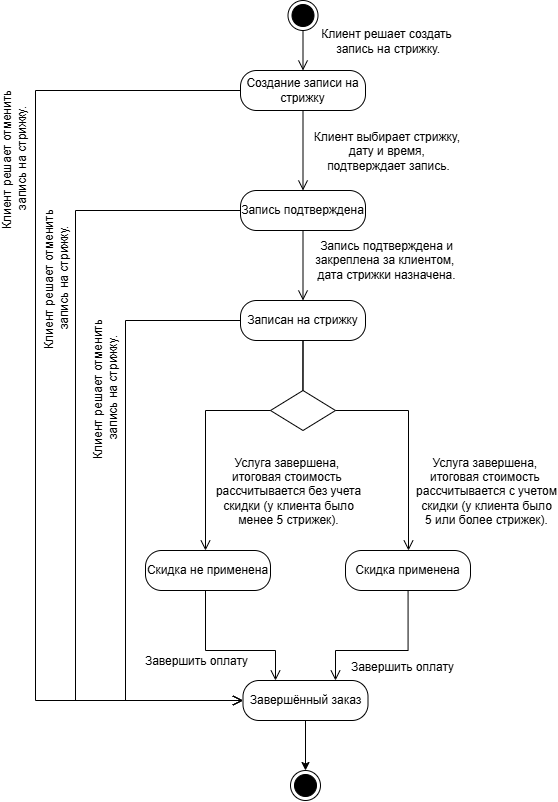 Клиент решает создать
запись на стрижку.
Создание записи на
стрижку
Клиент решает отменить
запись на стрижку.
Клиент выбирает стрижку,
дату и время,
подтверждает запись.
Запись подтверждена
Клиент решает отменить
запись на стрижку.
Запись подтверждена и
закреплена за клиентом,
дата стрижки назначена.
Записан на стрижку
Клиент решает отменить
запись на стрижку.
Услуга завершена,
итоговая стоимость
рассчитывается без учета
скидки (у клиента было
менее 5 стрижек).
Услуга завершена,
итоговая стоимость
рассчитывается с учетом
скидки (у клиента было
5 или более стрижек).
Скидка не применена
Скидка применена
Завершить оплату
Завершить оплату
Завершённый заказ